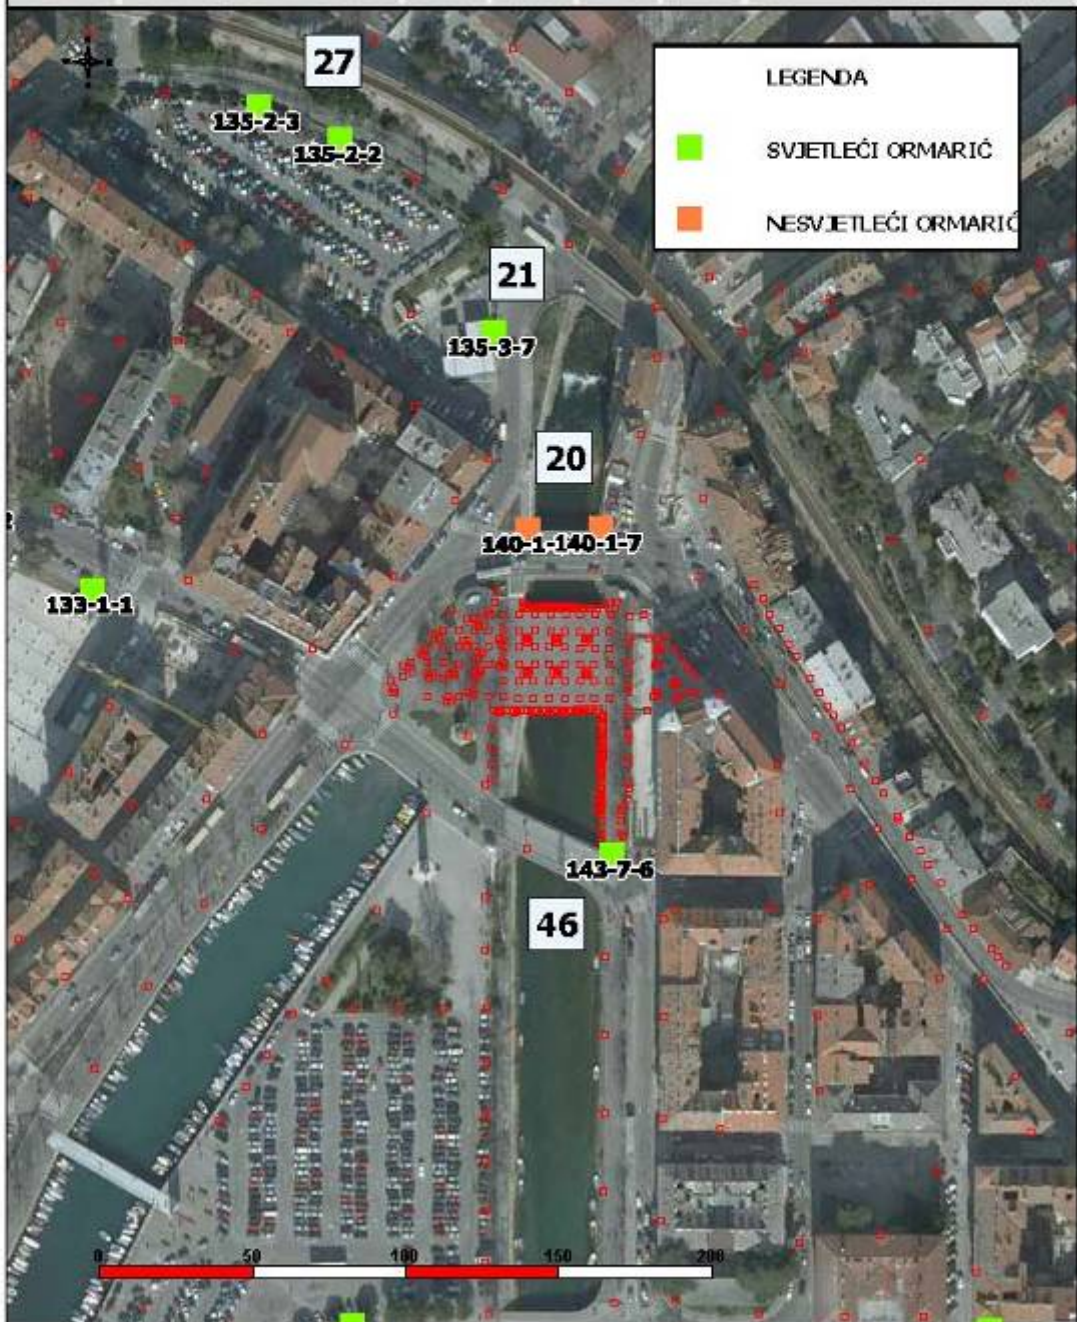 27
LEGENDA
135-2-3
135-2-2
SVJETLEĆI ORMARIĆ
NESVJETLEĆI ORMARIĆ
21
135-3-7
20
140-1-
140-1-7
133-1-1
143-7-6
46
0 50 100 150 200